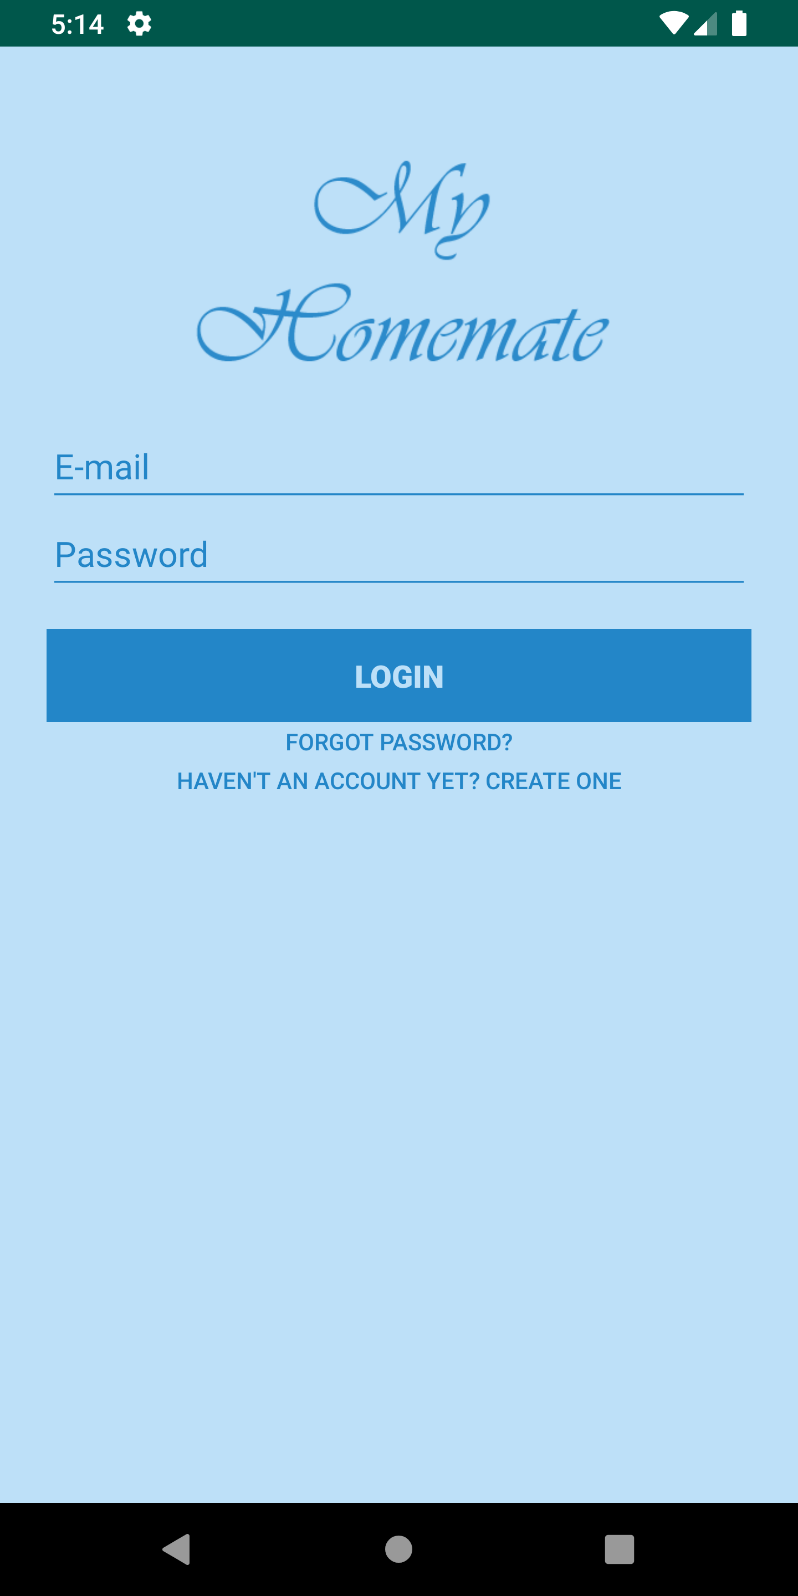 5:14
My
Homemate
E-mail
Password
LOGIN
FORGOT PASSWORD?
HAVEN'T AN ACCOUNT YET? CREATE ONE